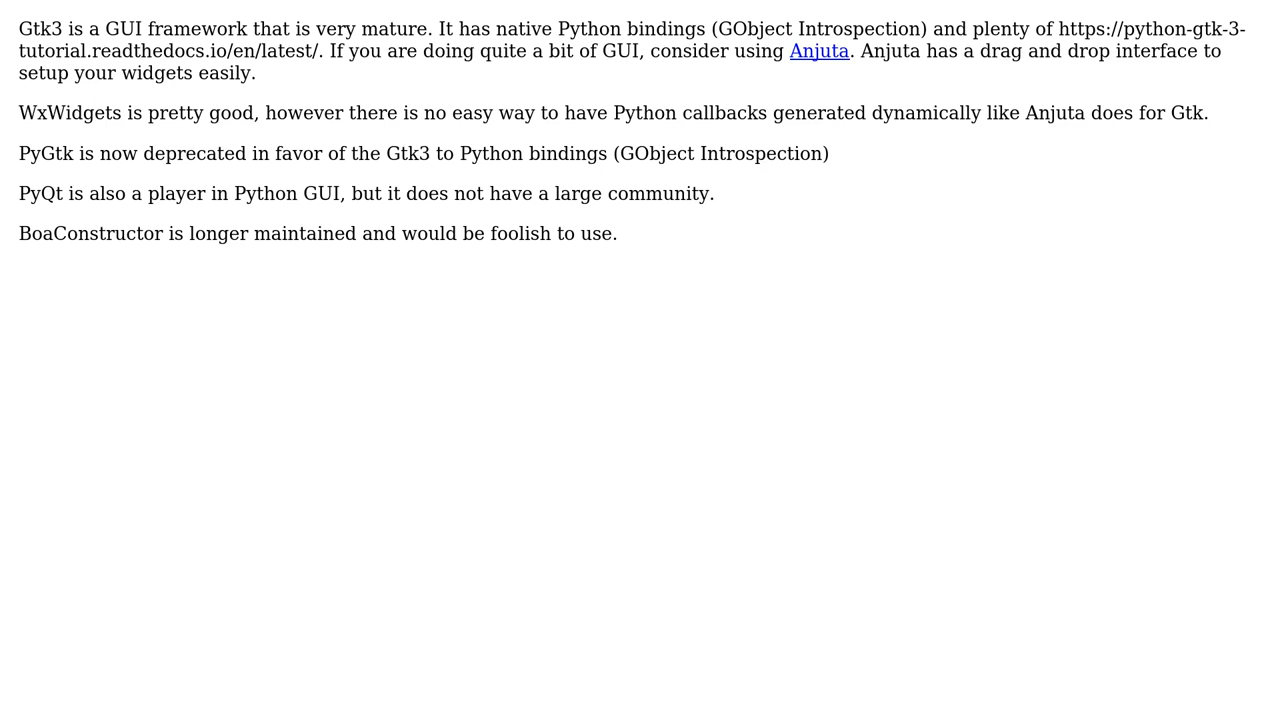 Gtk3 is a GUI framework that is very mature. It has native Python bindings (GObject Introspection) and plenty of https://python-gtk-3-
tutorial.readthedocs.io/en/latest/. If you are doing quite a bit of GUI, consider using Anjuta. Anjuta has a drag and drop interface to
setup your widgets easily.
WxWidgets is pretty good, however there is no easy way to have Python callbacks generated dynamically like Anjuta does for Gtk.
PyGtk is now deprecated in favor of the Gtk3 to Python bindings (GObject Introspection)
PyQt is also a player in Python GUI, but it does not have a large community.
BoaConstructor is longer maintained and would be foolish to use.